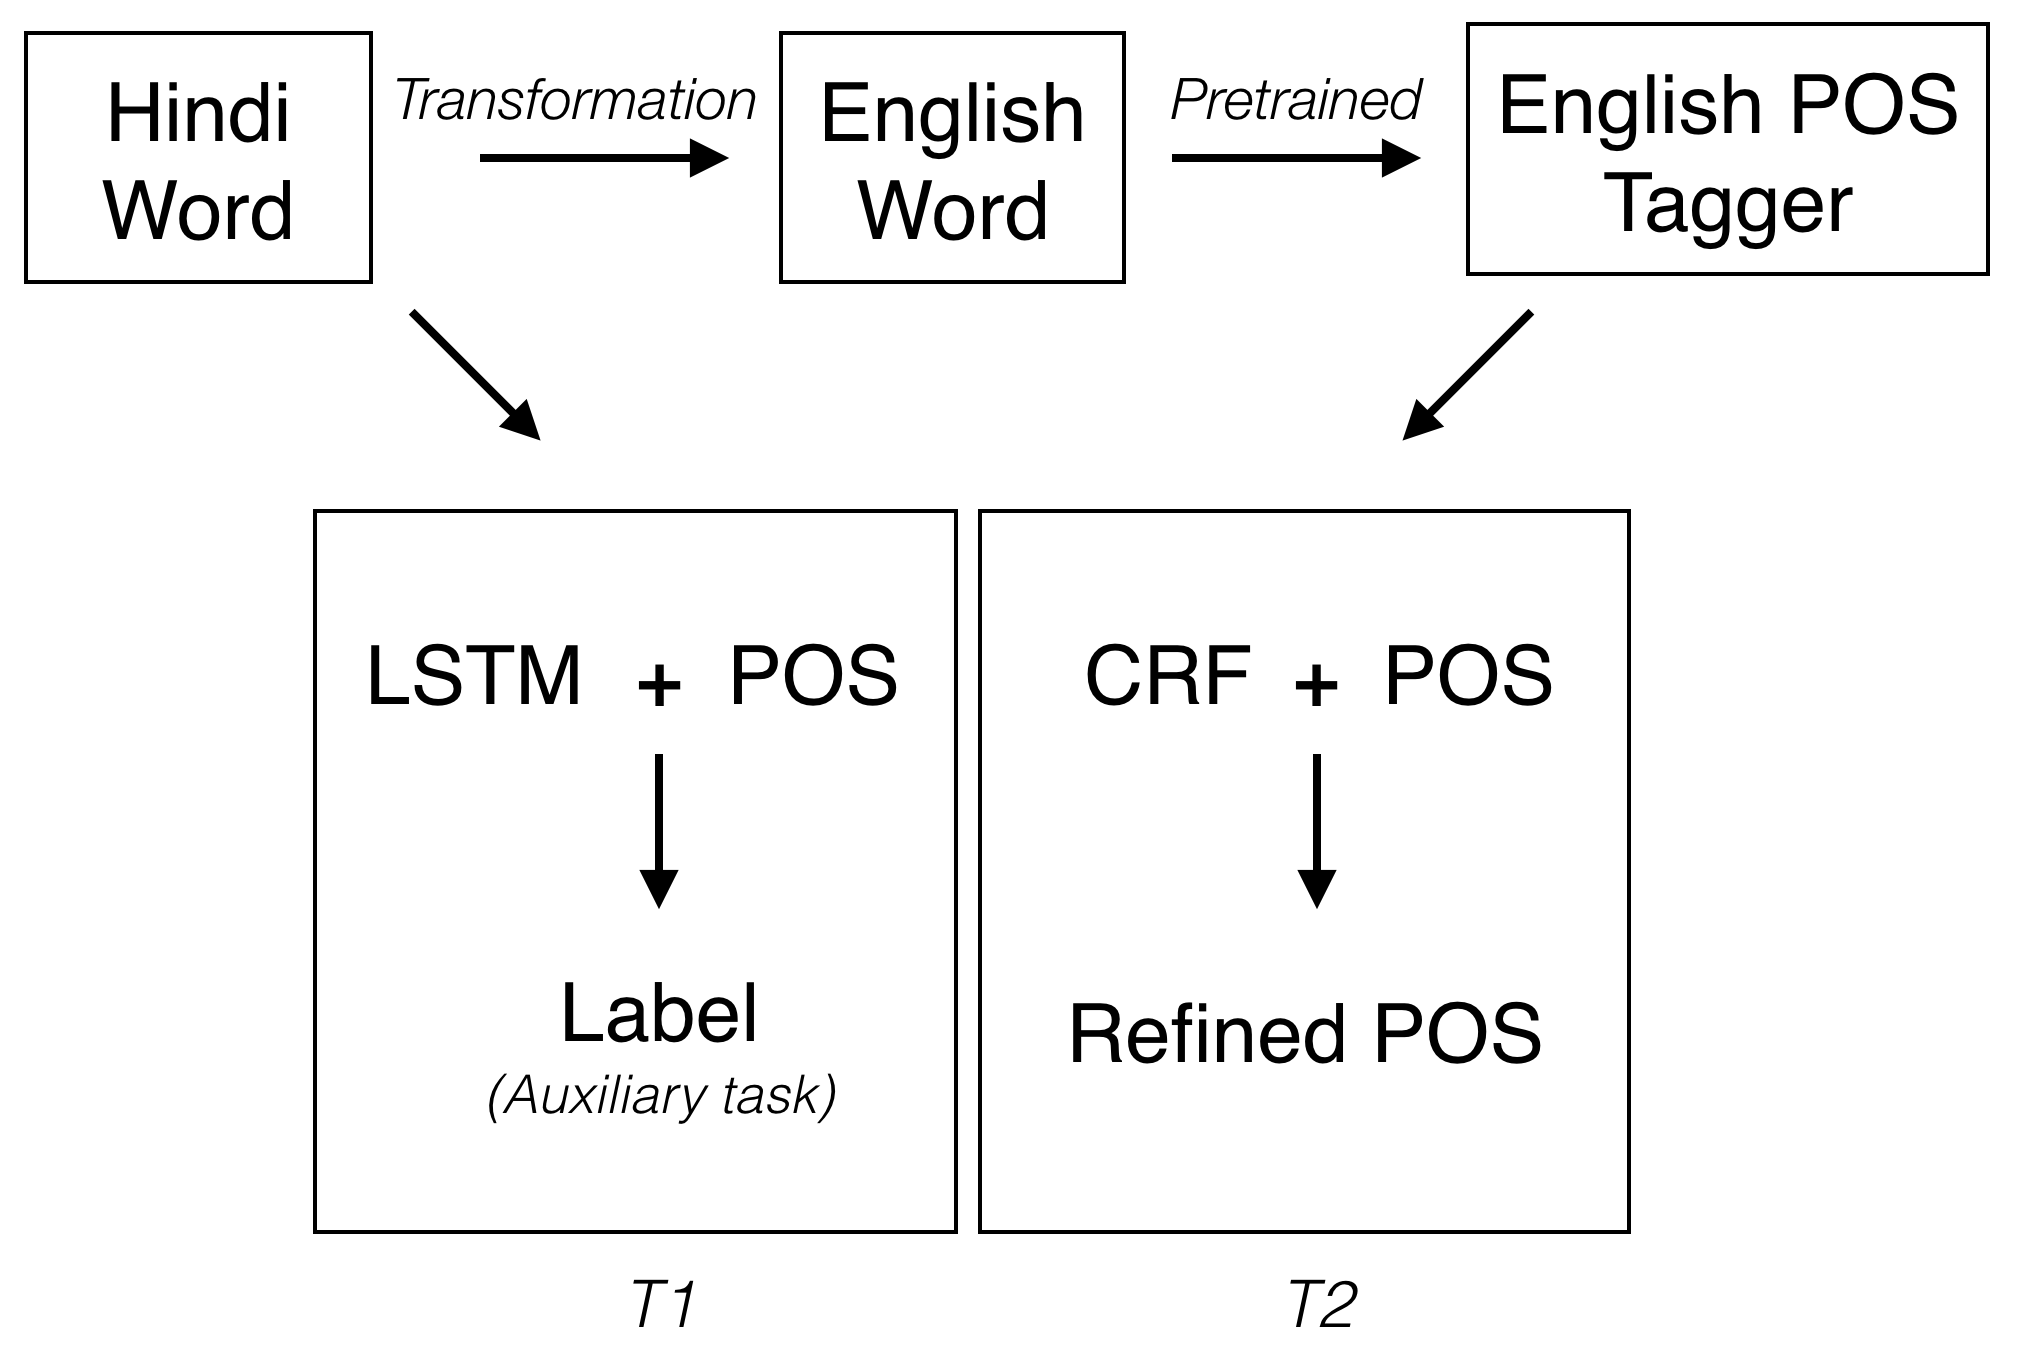 Hindi
Word
Transformation
English
Word
Pretrained
English POS
Tagger
LSTM + POS
Label
(Auxiliary task)
T1
CRF + POS
Refined POS
T2